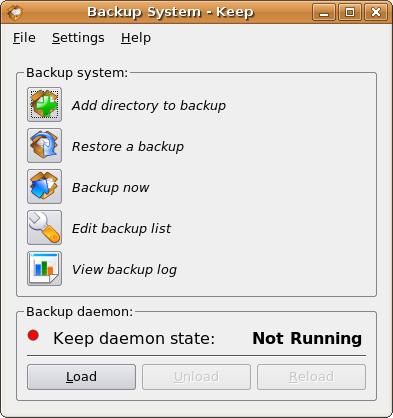 Backup System - Keep
File Settings Help
Backup system:
Add directory to backup
Restore a backup
Backup now
Edit backup list
View backup log
Backup daemon:
Keep daemon state: Not Running
Load Unload Reload